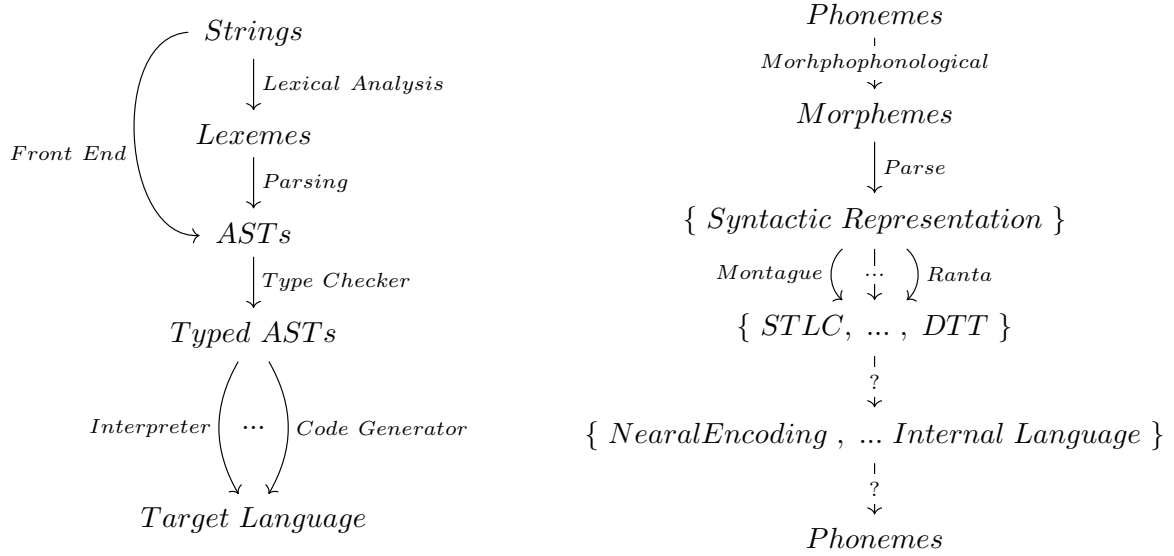 Strings
Lexical Analysis
Lexemes
Front End
Parsing
ASTs
Type Checker
Typed ASTs
Interpreter ... Code Generator
Target Language
Phonemes
Morhphophonological
Morphemes
Parse
{ Syntactic Representation }
Montague ... Ranta
{ STLC, ... , DTT }
?
{ NearalEncoding , ... Internal Language }
?
Phonemes